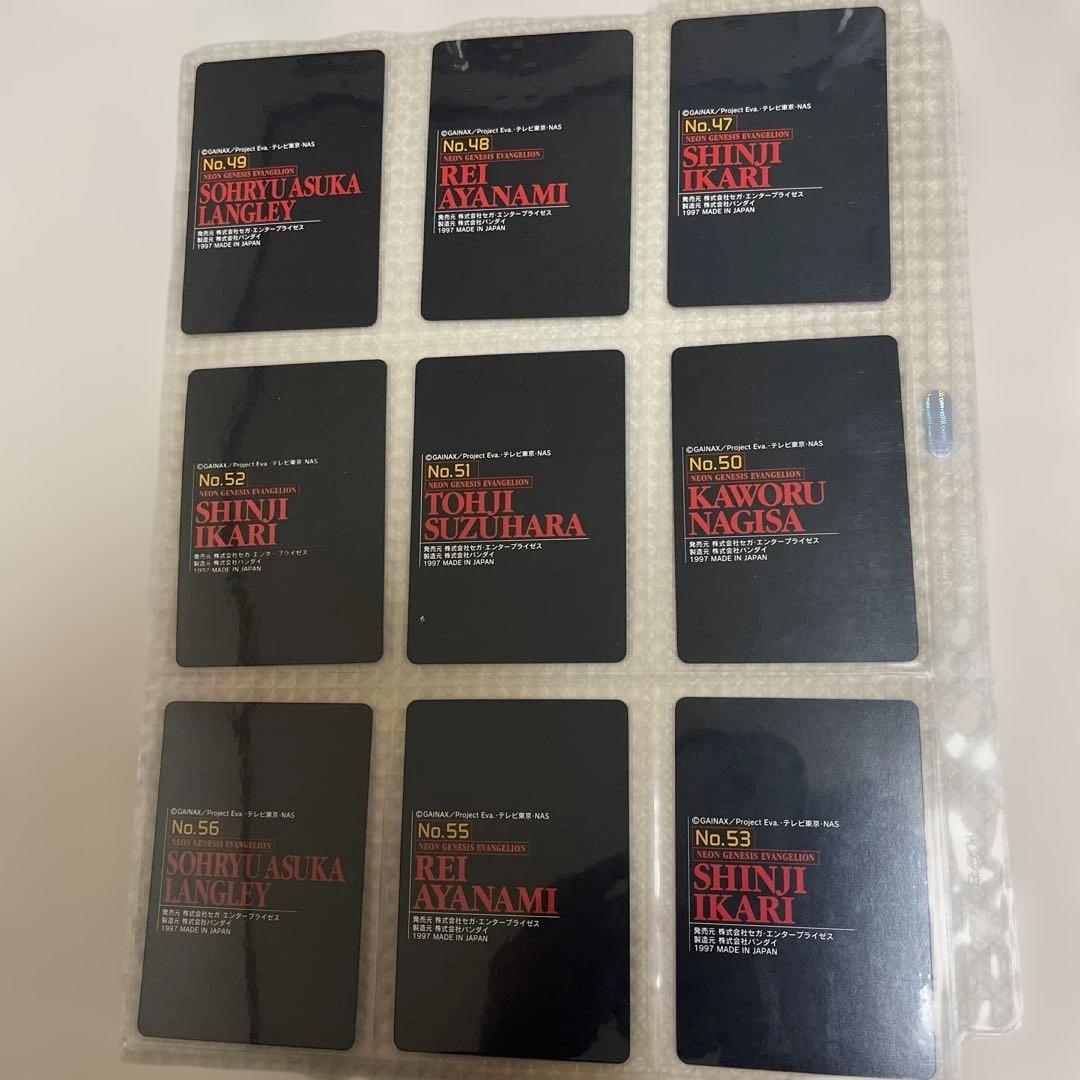 ©GAINAX／Project Eva.・テレビ東京・NAS
No.49
NEON GENESIS EVANGELION
SOHRYU ASUKA
LANGLEY
発売元 株式会社セガ・エンタープライゼス
製造元 株式会社バンダイ
1997 MADE IN JAPAN
©GAINAX／Project Eva.・テレビ東京・NAS
No.48
NEON GENESIS EVANGELION
REI
AYANAMI
発売元 株式会社セガ・エンタープライゼス
製造元 株式会社バンダイ
1997 MADE IN JAPAN
©GAINAX／Project Eva.・テレビ東京・NAS
No.47
NEON GENESIS EVANGELION
SHINJI
IKARI
発売元 株式会社セガ・エンタープライゼス
製造元 株式会社バンダイ
1997 MADE IN JAPAN
©GAINAX／Project Eva.・テレビ東京・NAS
No.52
NEON GENESIS EVANGELION
SHINJI
IKARI
発売元 株式会社セガ・エンタープライゼス
製造元 株式会社バンダイ
1997 MADE IN JAPAN
©GAINAX／Project Eva.・テレビ東京・NAS
No.51
NEON GENESIS EVANGELION
TOHJI
SUZUHARA
発売元 株式会社セガ・エンタープライゼス
製造元 株式会社バンダイ
1997 MADE IN JAPAN
©GAINAX／Project Eva.・テレビ東京・NAS
No.50
NEON GENESIS EVANGELION
KAWORU
NAGISA
発売元 株式会社セガ・エンタープライゼス
製造元 株式会社バンダイ
1997 MADE IN JAPAN
©GAINAX／Project Eva.・テレビ東京・NAS
No.56
NEON GENESIS EVANGELION
SOHRYU ASUKA
LANGLEY
発売元 株式会社セガ・エンタープライゼス
製造元 株式会社バンダイ
1997 MADE IN JAPAN
©GAINAX／Project Eva.・テレビ東京・NAS
No.55
NEON GENESIS EVANGELION
REI
AYANAMI
発売元 株式会社セガ・エンタープライゼス
製造元 株式会社バンダイ
1997 MADE IN JAPAN
©GAINAX／Project Eva.・テレビ東京・NAS
No.53
NEON GENESIS EVANGELION
SHINJI
IKARI
発売元 株式会社セガ・エンタープライゼス
製造元 株式会社バンダイ
1997 MADE IN JAPAN